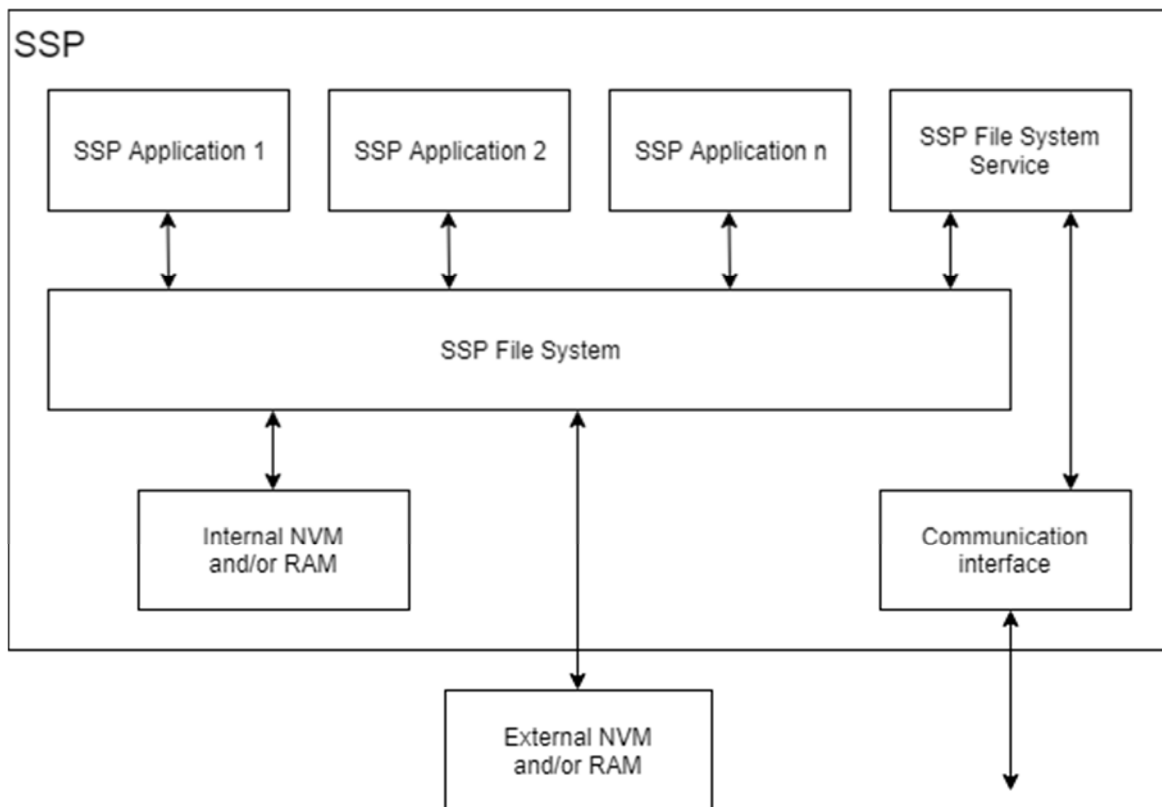 SSP
SSP Application 1
SSP Application 2
SSP Application n
SSP File System
Service
SSP File System
Internal NVM
and/or RAM
Communication
interface
External NVM
and/or RAM